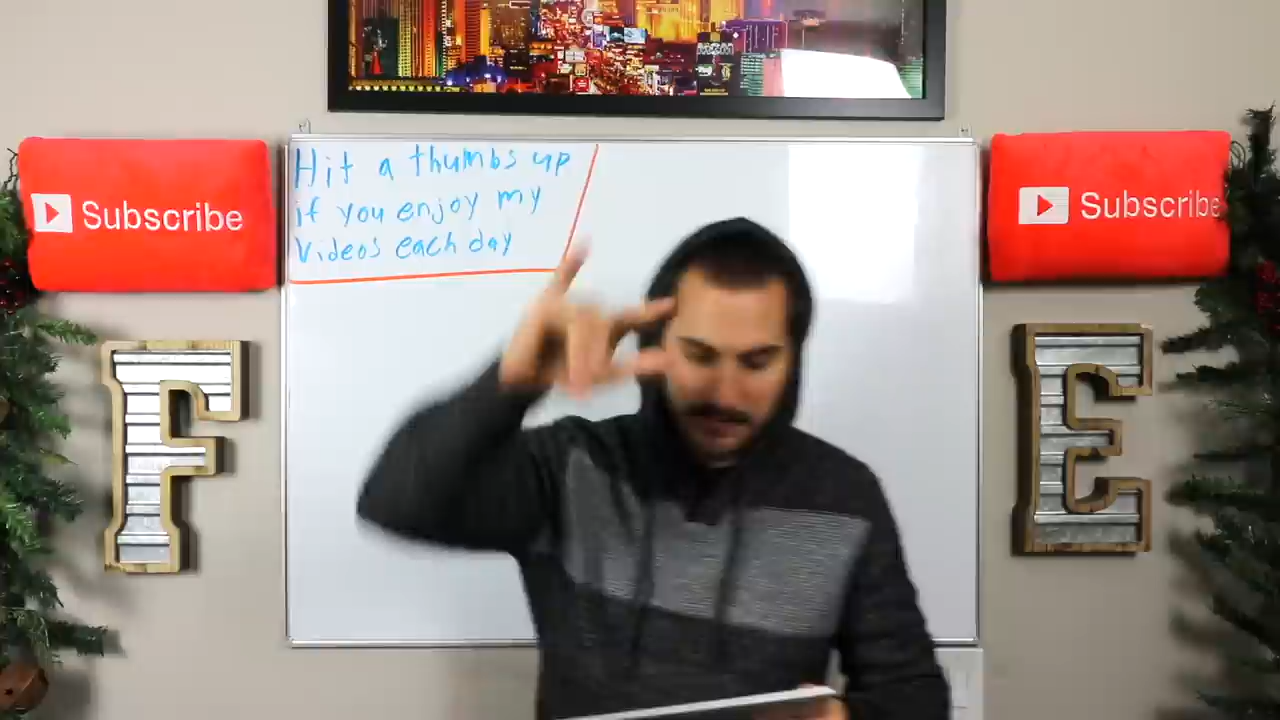 Hit a thumbs up
if you enjoy my
Videos each day
Subscribe
Subscribe
F
E